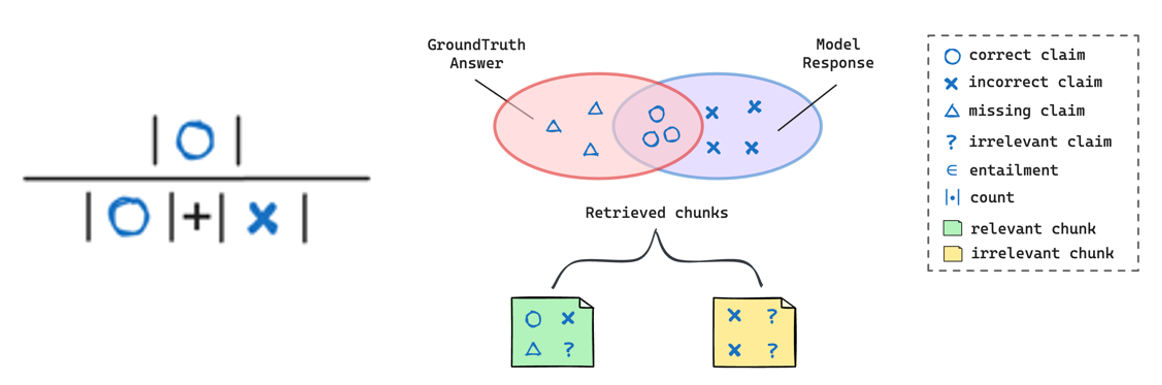 | ○ |
| ○ | + | × |
GroundTruth
Answer
Model
Response
Retrieved chunks
? 
? 
?
correct claim
incorrect claim
missing claim
? irrelevant claim
∈ entailment
|•| count
relevant chunk
irrelevant chunk